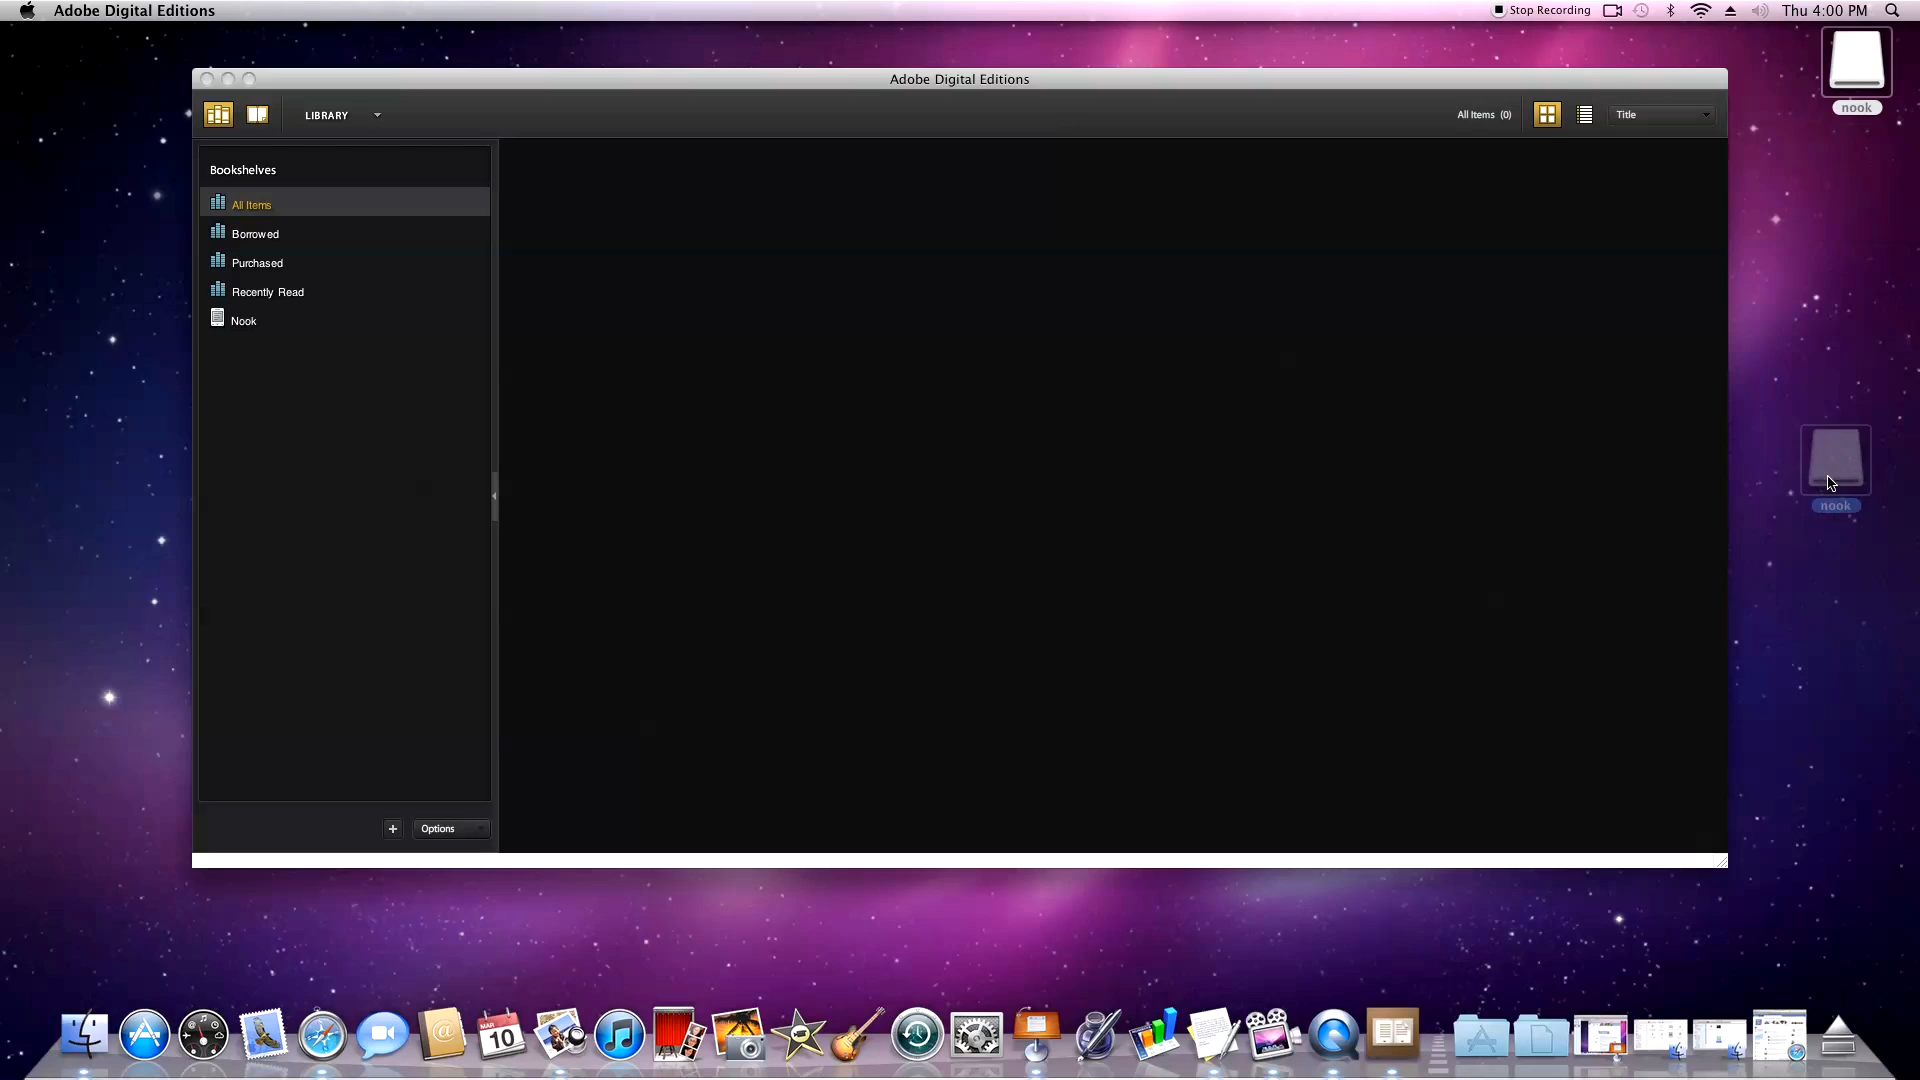 Adobe Digital Editions
Stop Recording
Thu 4:00 PM
nook
Adobe Digital Editions
LIBRARY
All Items (0)
Title
Bookshelves
All Items
Borrowed
Purchased
Recently Read
Nook
nook
Options
MAR
10